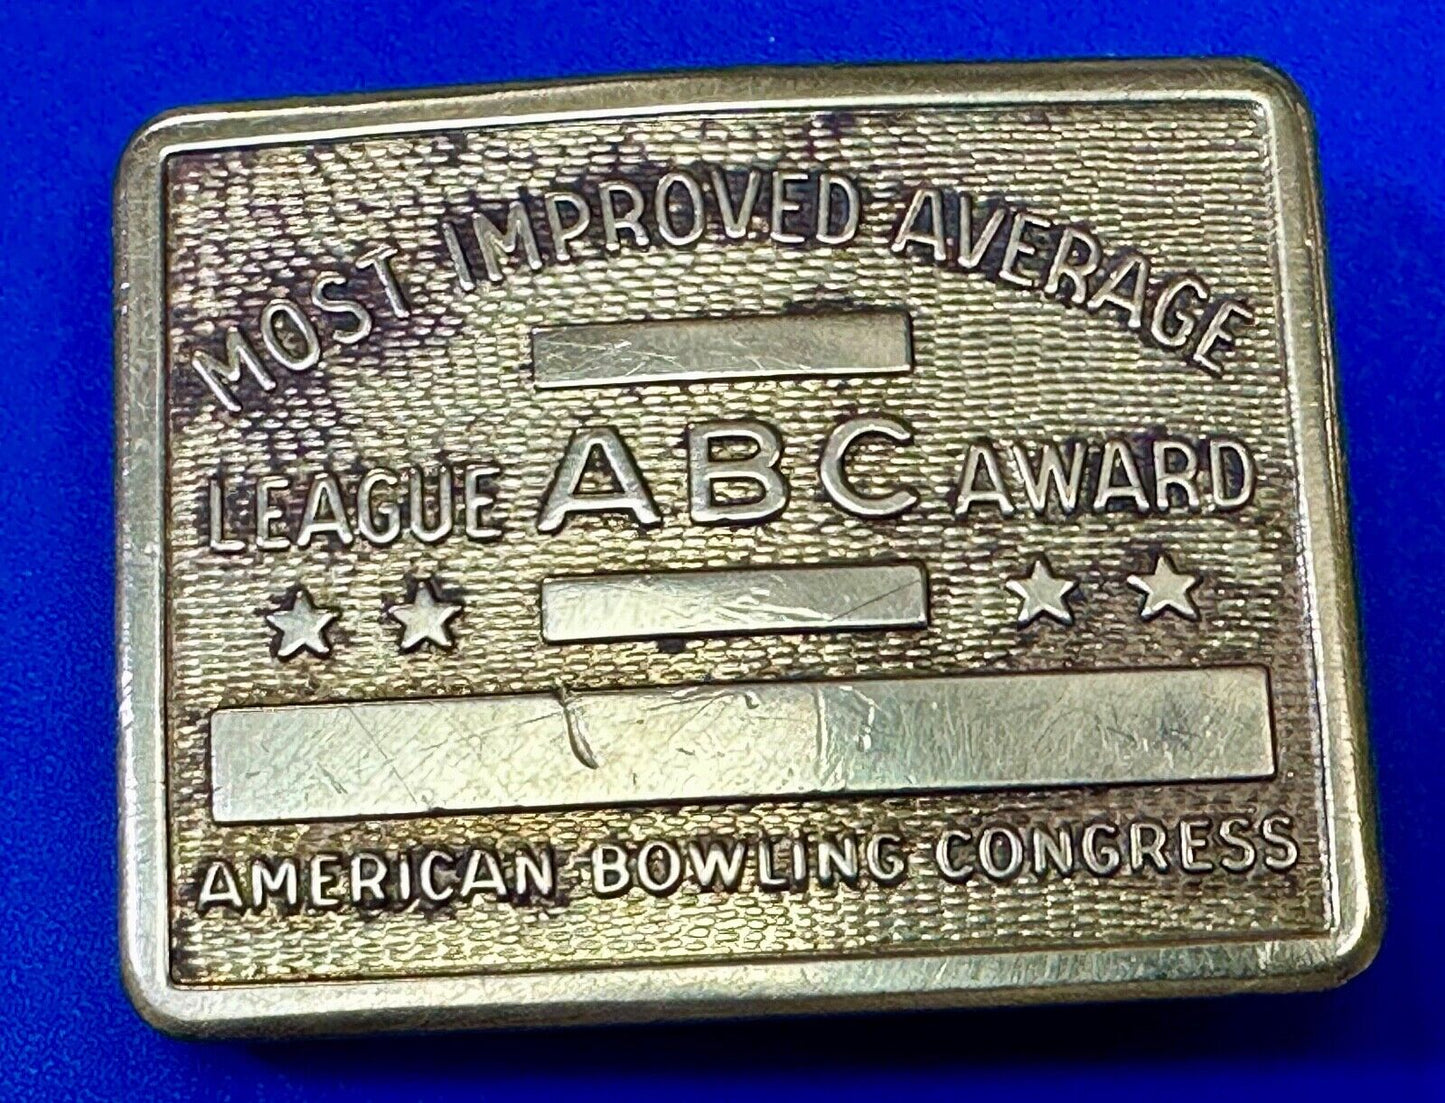 MOST IMPROVED AVERAGE
LEAGUE ABC AWARD
AMERICAN BOWLING CONGRESS